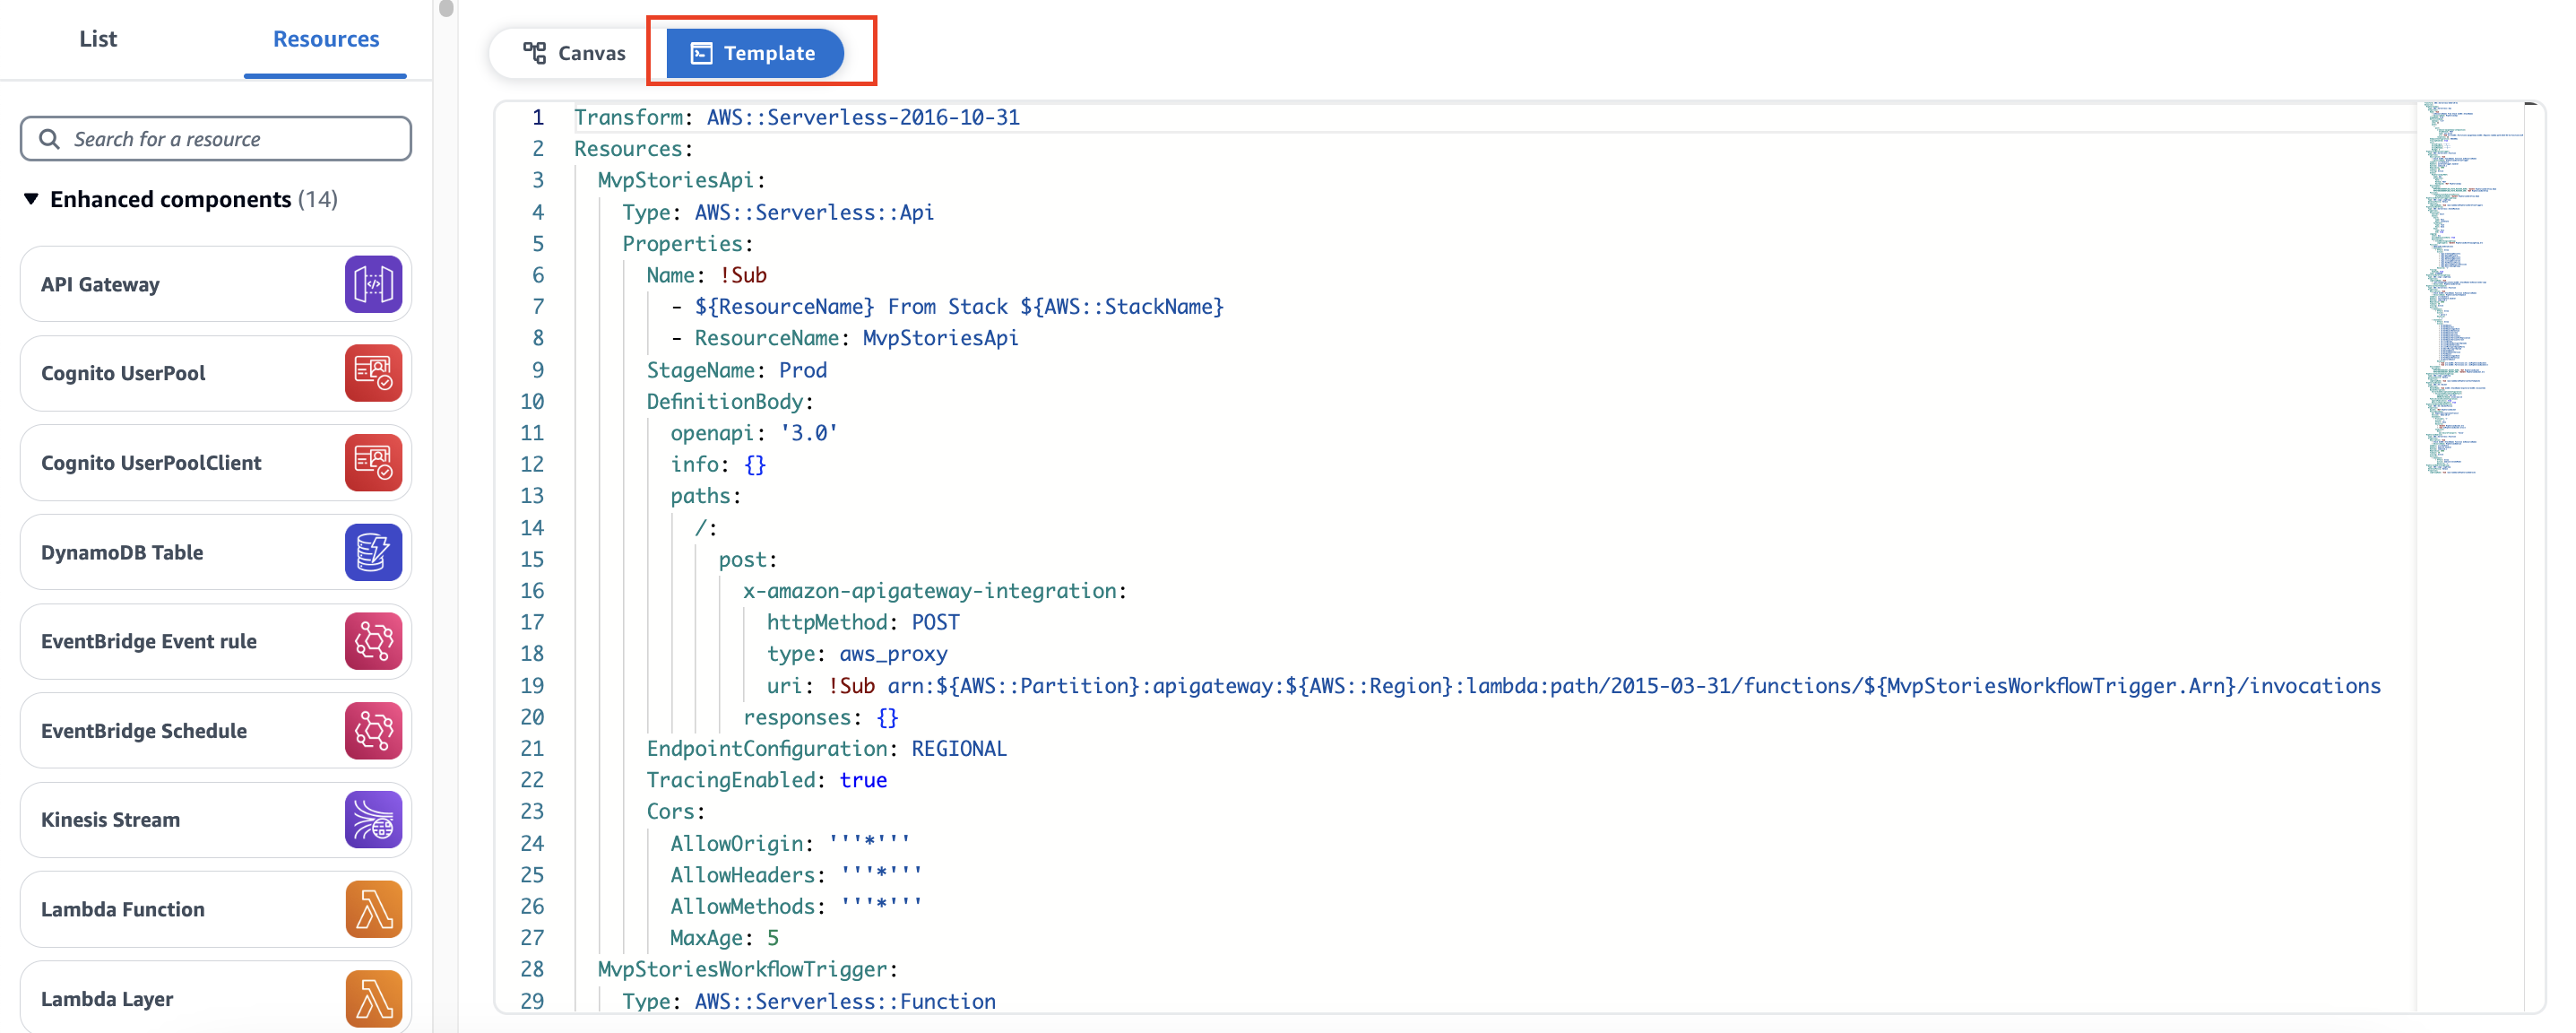 List
Resources
Search for a resource
Enhanced components (14)
API Gateway
Cognito UserPool
Cognito UserPoolClient
DynamoDB Table
EventBridge Event rule
EventBridge Schedule
Kinesis Stream
Lambda Function
Lambda Layer
Canvas
Template
1 Transform: AWS::Serverless-2016-10-31
2 Resources:
3   MvpStoriesApi:
4     Type: AWS::Serverless::Api
5     Properties:
6       Name: !Sub
7         - ${ResourceName} From Stack ${AWS::StackName}
8         - ResourceName: MvpStoriesApi
9       StageName: Prod
10       DefinitionBody:
11         openapi: '3.0'
12         info: {}
13         paths:
14           /:
15             post:
16               x-amazon-apigateway-integration:
17                 httpMethod: POST
18                 type: aws_proxy
19                 uri: !Sub arn:${AWS::Partition}:apigateway:${AWS::Region}:lambda:path/2015-03-31/functions/${MvpStoriesWorkflowTrigger.Arn}/invocations
20               responses: {}
21       EndpointConfiguration: REGIONAL
22       TracingEnabled: true
23       Cors:
24         AllowOrigin: '''*'''
25         AllowHeaders: '''*'''
26         AllowMethods: '''*'''
27         MaxAge: 5
28   MvpStoriesWorkflowTrigger:
29     Type: AWS::Serverless::Function